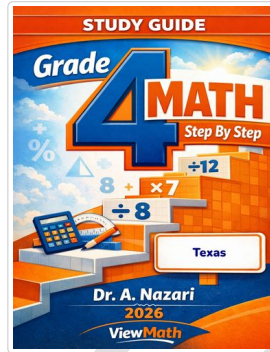 STUDY GUIDE
Grade
4
MATH
Step By Step
÷12
8 + ×7
÷8
Texas
Dr. A. Nazari
2026
ViewMath